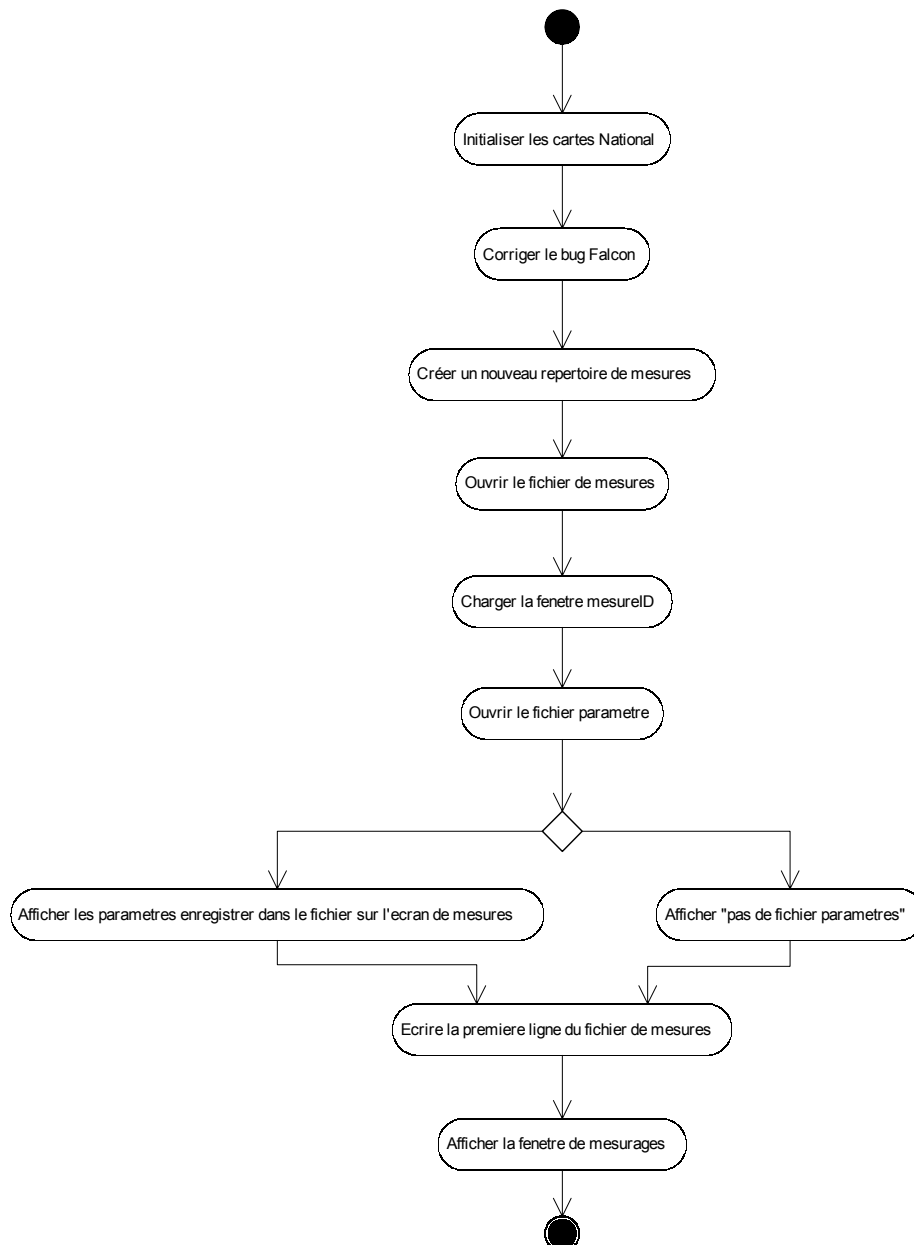 Initialiser les cartes National
Corriger le bug Falcon
Créer un nouveau repertoire de mesures
Ouvrir le fichier de mesures
Charger la fenetre mesureID
Ouvrir le fichier parametre
Afficher les parametres enregistrer dans le fichier sur l'ecran de mesures
Afficher "pas de fichier parametres"
Ecrire la premiere ligne du fichier de mesures
Afficher la fenetre de mesurages